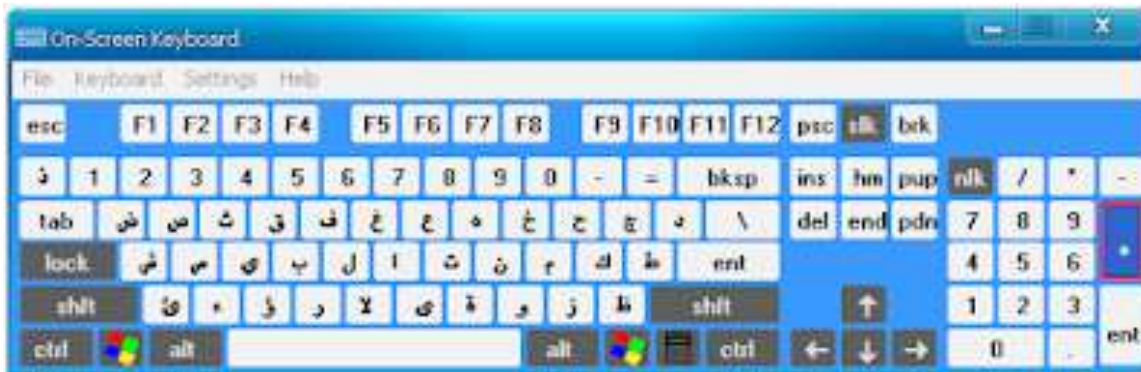 On-Screen Keyboard
File Keyboard Settings Help
esc F1 F2 F3 F4 F5 F6 F7 F8 F9 F10 F11 F12 psc slk brk
ذ 1 2 3 4 5 6 7 8 9 0 - = bksp ins hm pup nlk / * -
tab ض ص ث ق ف غ ع ه خ ح ج د \ del end pdn 7 8 9 +
lock ش س ي ب ل ا ت ن م ك ط ent 4 5 6
shft ئ ء ؤ ر لا ى ة و ز ظ shft ↑ 1 2 3 ent
ctrl alt alt ctrl ← ↓ → 0 .